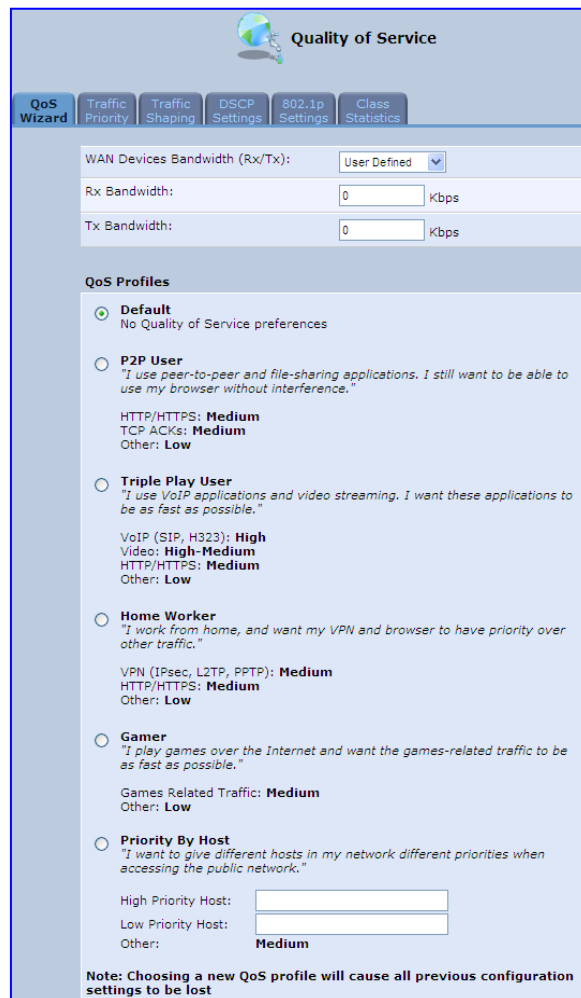 Quality of Service
QoS Wizard
Traffic Priority
Traffic Shaping
DSCP Settings
802.1p Settings
Class Statistics
WAN Devices Bandwidth (Rx/Tx): User Defined
Rx Bandwidth: 0 Kbps
Tx Bandwidth: 0 Kbps
QoS Profiles
Default
No Quality of Service preferences
P2P User
"I use peer-to-peer and file-sharing applications. I still want to be able to
use my browser without interference."
HTTP/HTTPS: Medium
TCP ACKs: Medium
Other: Low
Triple Play User
"I use VoIP applications and video streaming. I want these applications to
be as fast as possible."
VoIP (SIP, H323): High
Video: High-Medium
HTTP/HTTPS: Medium
Other: Low
Home Worker
"I work from home, and want my VPN and browser to have priority over
other traffic."
VPN (IPsec, L2TP, PPTP): Medium
HTTP/HTTPS: Medium
Other: Low
Gamer
"I play games over the Internet and want the games-related traffic to be
as fast as possible."
Games Related Traffic: Medium
Other: Low
Priority By Host
"I want to give different hosts in my network different priorities when
accessing the public network."
High Priority Host:
Low Priority Host:
Other: Medium
Note: Choosing a new QoS profile will cause all previous configuration
settings to be lost